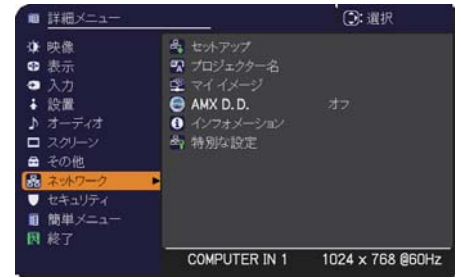 詳細メニュー
：選択
映像
表示
入力
設置
オーディオ
スクリーン
その他
ネットワーク
セキュリティ
簡単メニュー
終了
セットアップ
プロジェクター名
マイ イメージ
AMX D. D. オフ
インフォメーション
特別な設定
COMPUTER IN 1 1024 x 768 @60Hz